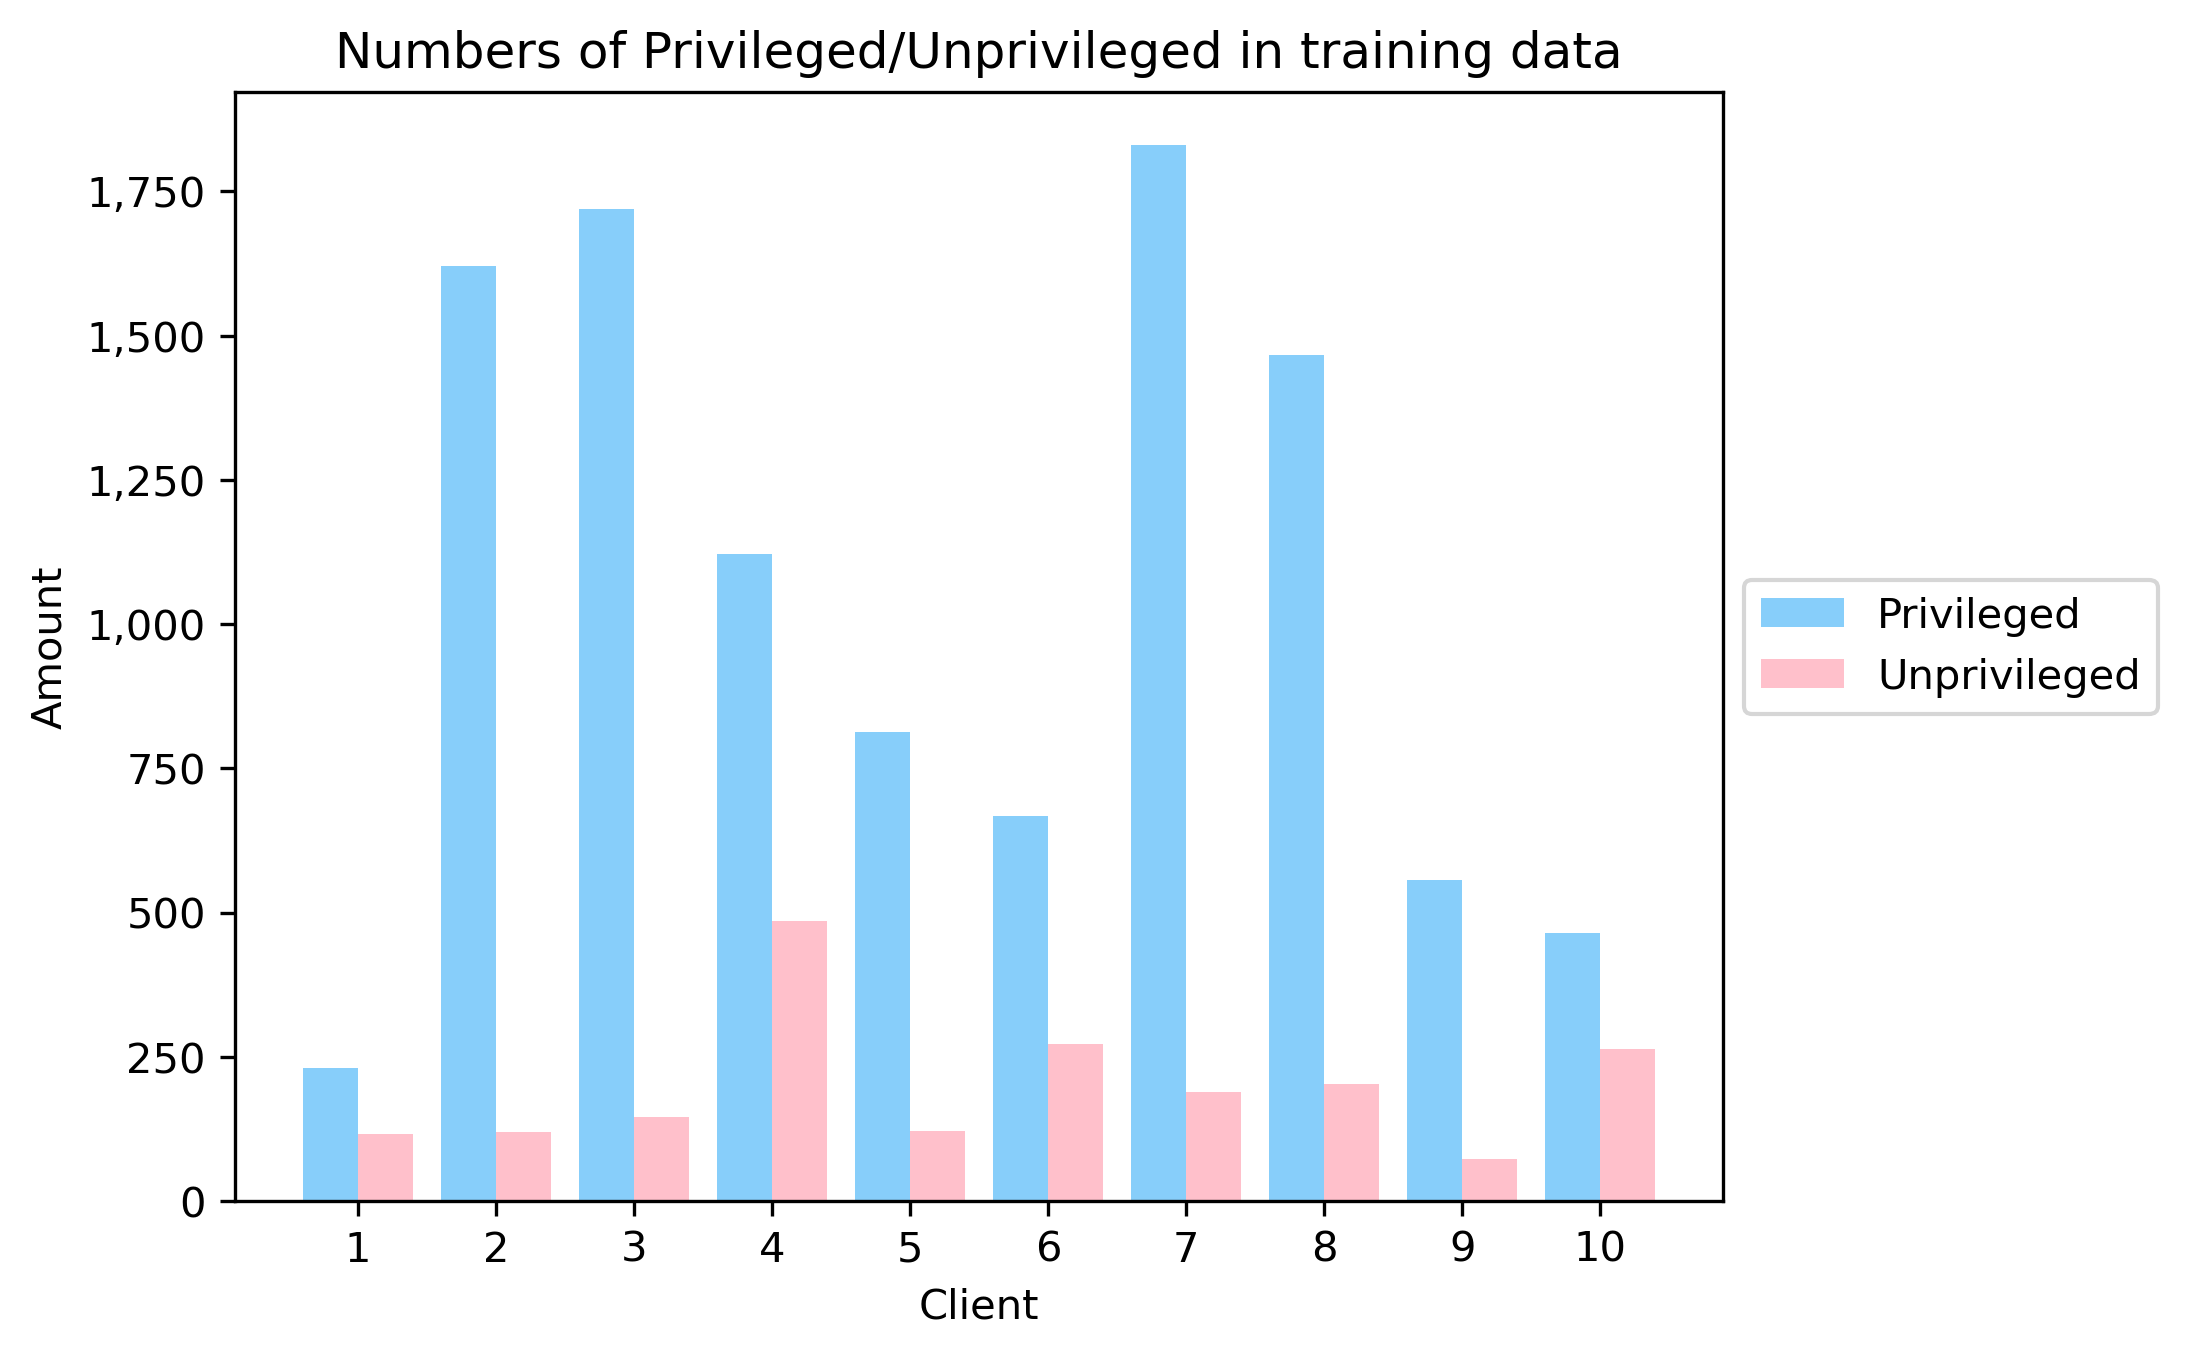 Numbers of Privileged/Unprivileged in training data
1,750
1,500
1,250
1,000
750
500
250
0
Amount
1 2 3 4 5 6 7 8 9 10
Client
Privileged
Unprivileged